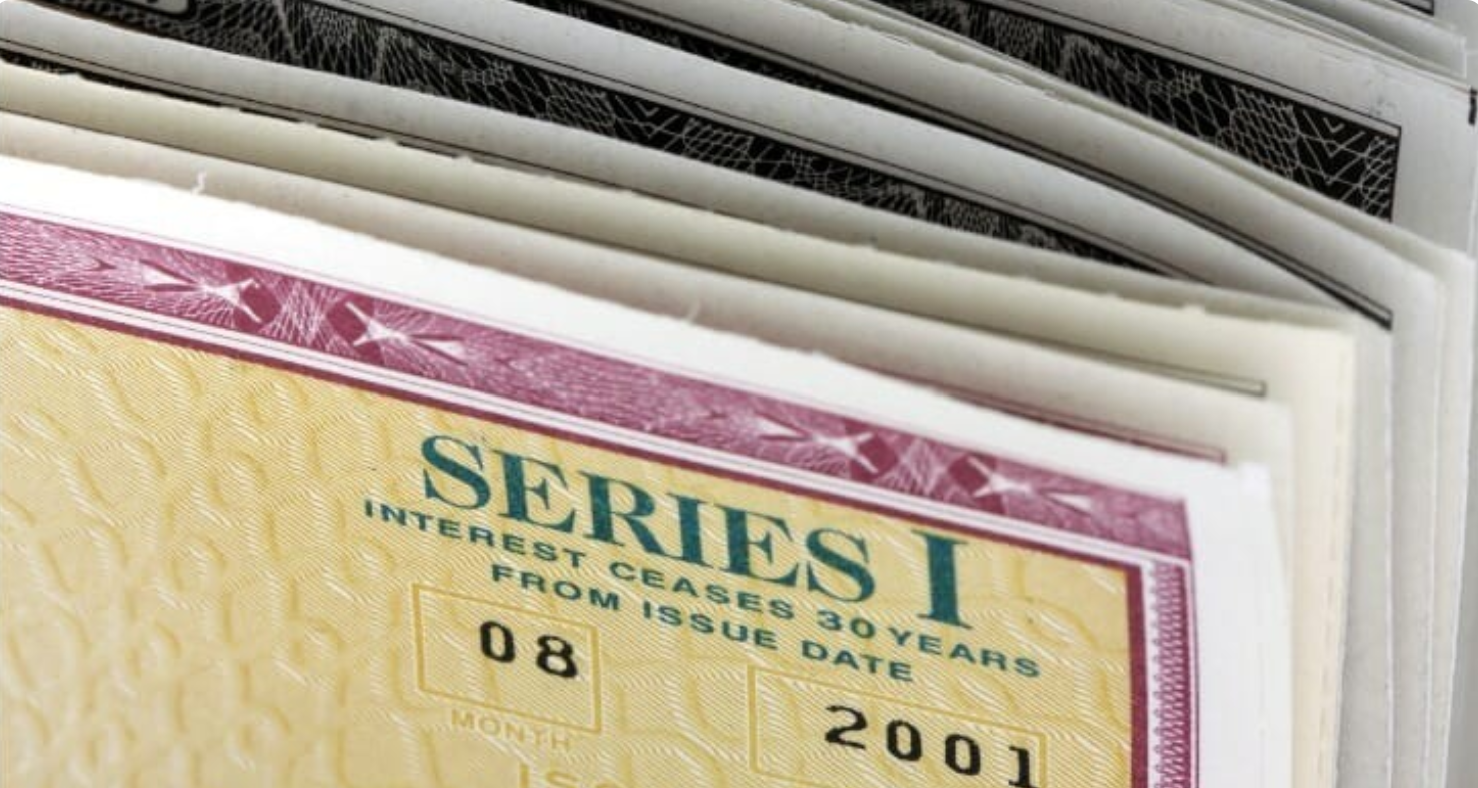 SERIES I
INTEREST CEASES 30 YEARS
FROM ISSUE DATE
08
MONTH
2001